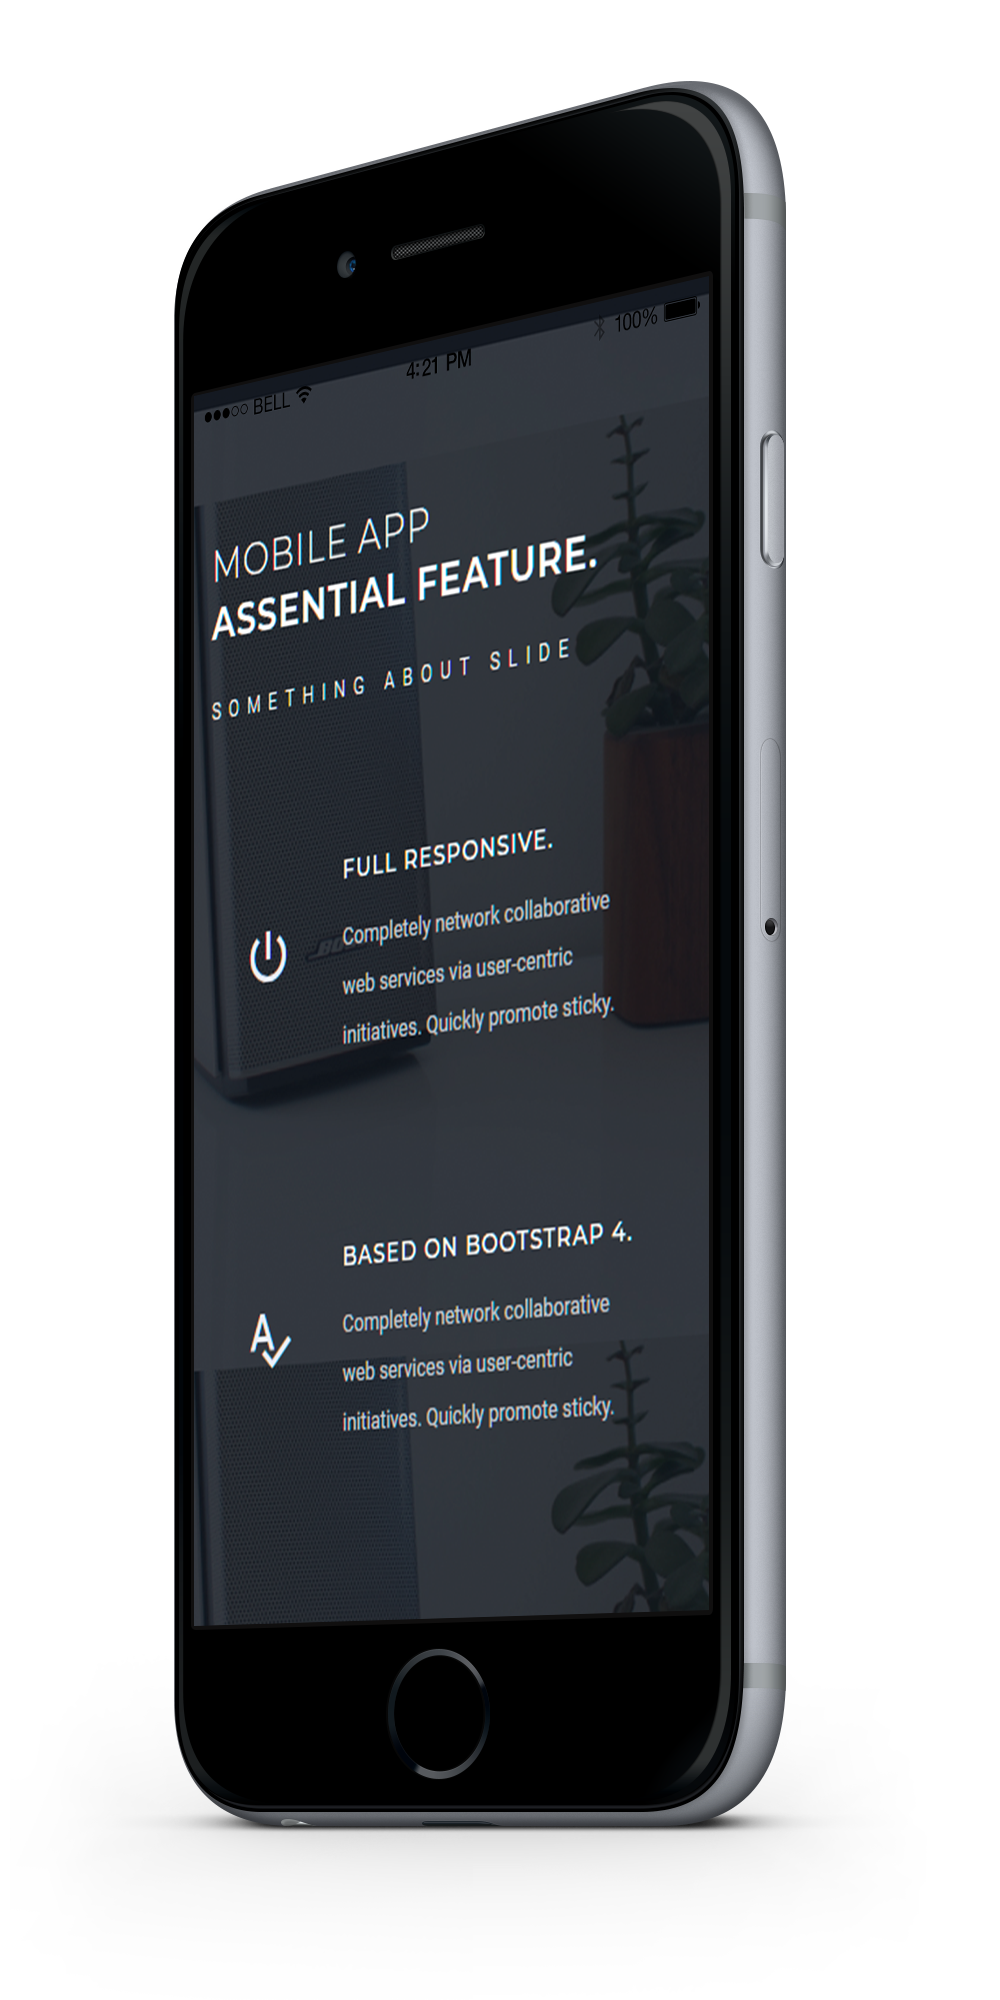 ●●●○○ BELL 4:21 PM 100%
MOBILE APP
ASSENTIAL FEATURE.
SOMETHING ABOUT SLIDE
FULL RESPONSIVE.
Completely network collaborative
web services via user-centric
initiatives. Quickly promote sticky.
BASED ON BOOTSTRAP 4.
Completely network collaborative
web services via user-centric
initiatives. Quickly promote sticky.